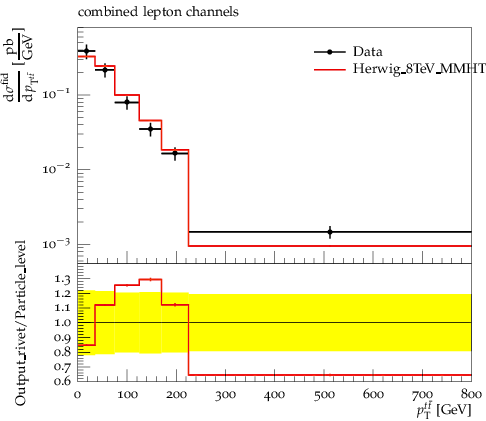 combined lepton channels
dσ^fid / dp_T^{tt̄} [pb/GeV]
Data
Herwig_8TeV_MMHT
10⁻¹
10⁻²
10⁻³
Output_rivet/Particle_level
1.3
1.2
1.1
1.0
0.9
0.8
0.7
0.6
0 100 200 300 400 500 600 700 800
p_T^{tt̄} [GeV]